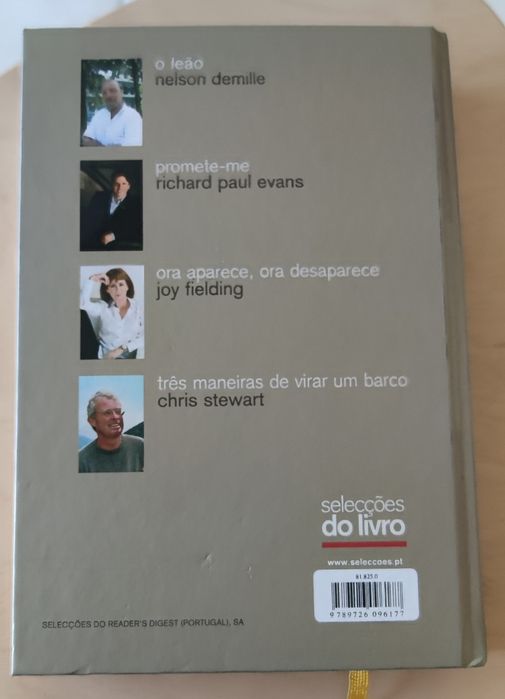 o leão
nelson demille
promete-me
richard paul evans
ora aparece, ora desaparece
joy fielding
três maneiras de virar um barco
chris stewart
selecções
do livro
www.seleccoes.pt
81.825.0
9 789726 096177
SELECÇÕES DO READER'S DIGEST (PORTUGAL), SA